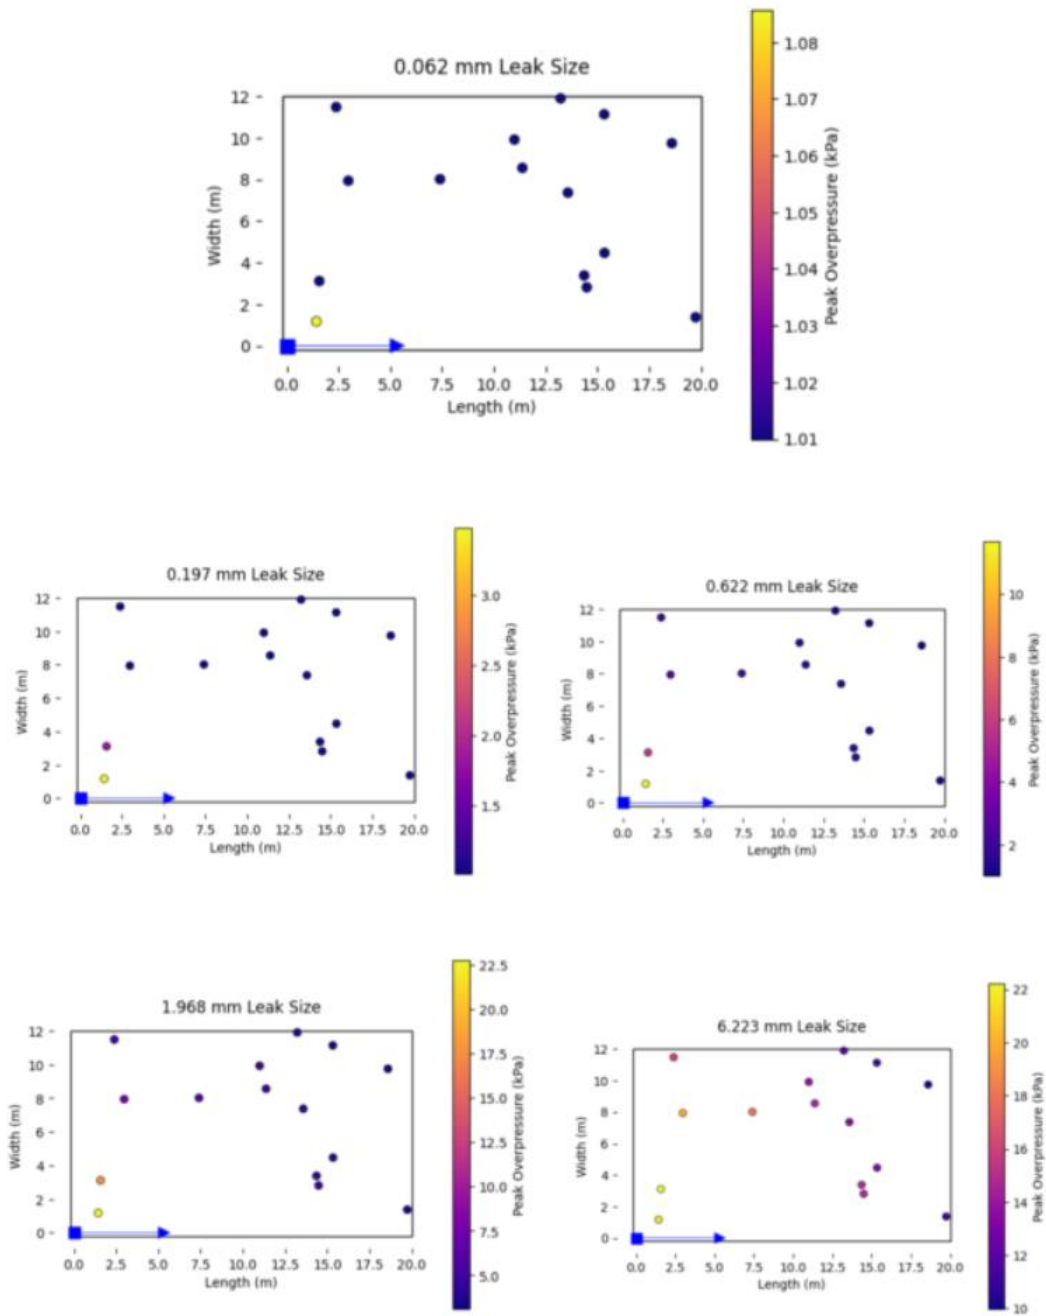 0.062 mm Leak Size
12
10
8
6
4
2
0
Width (m)
0.0 2.5 5.0 7.5 10.0 12.5 15.0 17.5 20.0
Length (m)
1.08
1.07
1.06
1.05
1.04
1.03
1.02
1.01
Peak Overpressure (kPa)
0.197 mm Leak Size
12
10
8
6
4
2
0
Width (m)
0.0 2.5 5.0 7.5 10.0 12.5 15.0 17.5 20.0
Length (m)
3.0
2.5
2.0
1.5
Peak Overpressure (kPa)
0.622 mm Leak Size
12
10
8
6
4
2
0
Width (m)
0.0 2.5 5.0 7.5 10.0 12.5 15.0 17.5 20.0
Length (m)
10
8
6
4
2
Peak Overpressure (kPa)
1.968 mm Leak Size
12
10
8
6
4
2
0
Width (m)
0.0 2.5 5.0 7.5 10.0 12.5 15.0 17.5 20.0
Length (m)
22.5
20.0
17.5
15.0
12.5
10.0
7.5
5.0
Peak Overpressure (kPa)
6.223 mm Leak Size
12
10
8
6
4
2
0
Width (m)
0.0 2.5 5.0 7.5 10.0 12.5 15.0 17.5 20.0
Length (m)
22
20
18
16
14
12
10
Peak Overpressure (kPa)